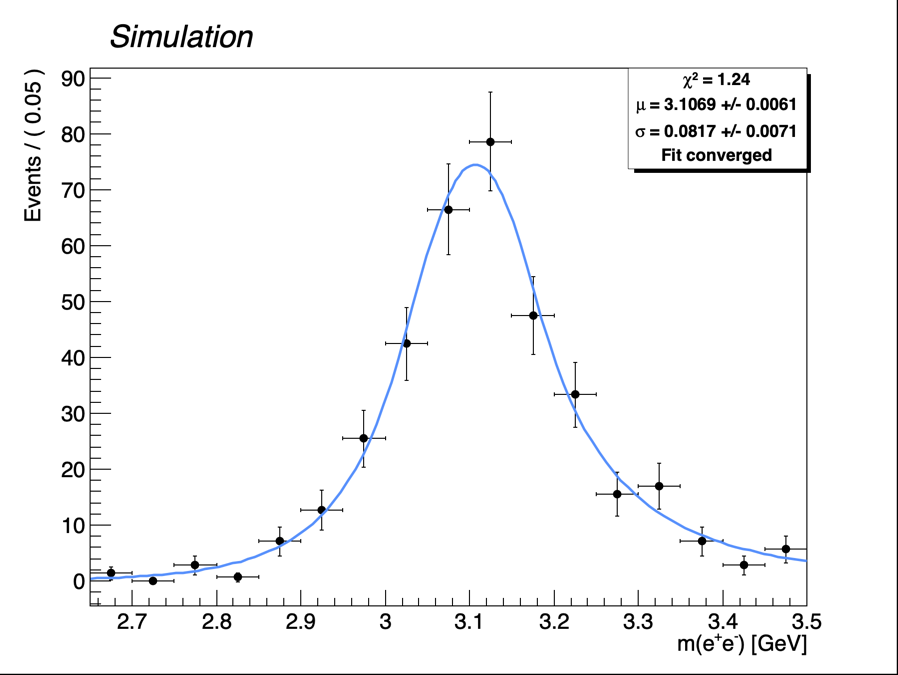 Simulation
Events / ( 0.05 )
90
80
70
60
50
40
30
20
10
0
χ² = 1.24
μ = 3.1069 +/- 0.0061
σ = 0.0817 +/- 0.0071
Fit converged
2.7 2.8 2.9 3 3.1 3.2 3.3 3.4 3.5
m(e⁺e⁻) [GeV]